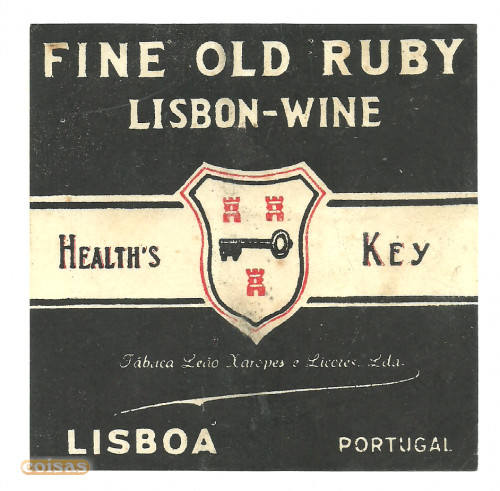 FINE OLD RUBY
LISBON-WINE
HEALTH'S KEY
Fábrica Leão Xaropes e Licores, Lda.
LISBOA PORTUGAL
coisas